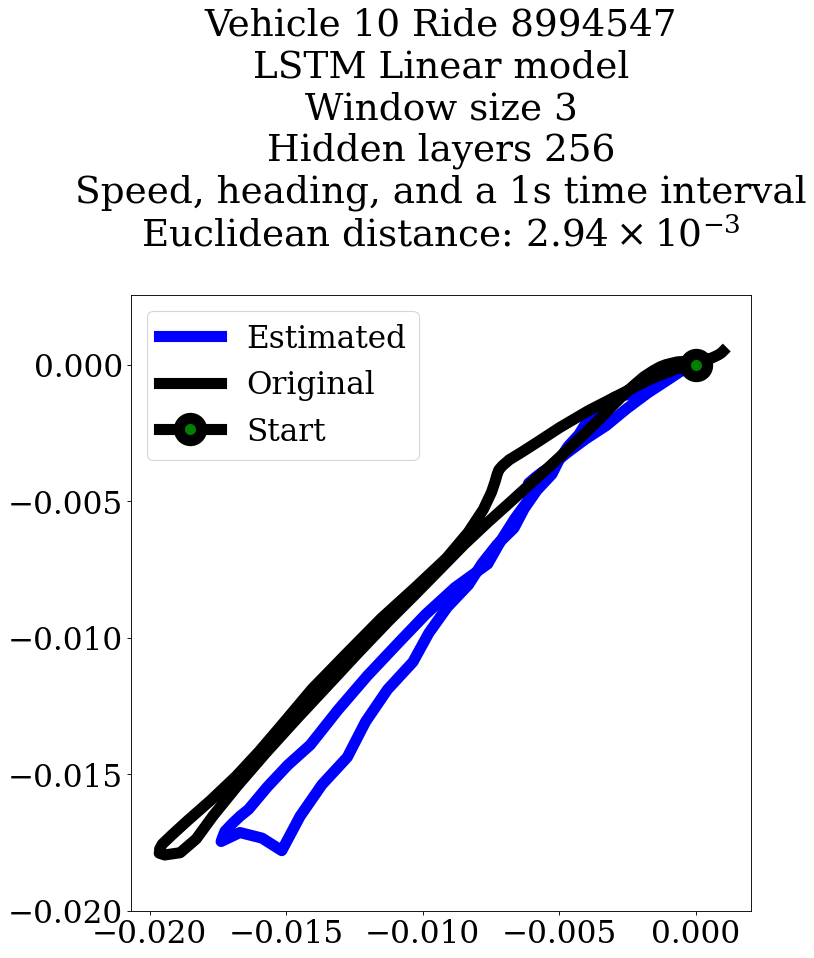 Vehicle 10 Ride 8994547
LSTM Linear model
Window size 3
Hidden layers 256
Speed, heading, and a 1s time interval
Euclidean distance: 2.94 × 10⁻³
Estimated
Original
Start
0.000
−0.005
−0.010
−0.015
−0.020
−0.020 −0.015 −0.010 −0.005 0.000